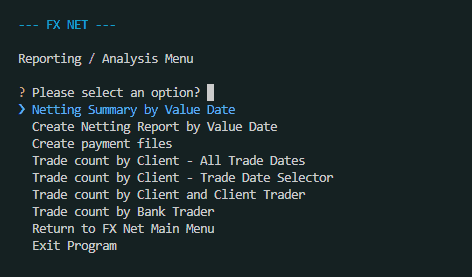 --- FX NET ---
Reporting / Analysis Menu
? Please select an option?
❯ Netting Summary by Value Date
Create Netting Report by Value Date
Create payment files
Trade count by Client - All Trade Dates
Trade count by Client - Trade Date Selector
Trade count by Client and Client Trader
Trade count by Bank Trader
Return to FX Net Main Menu
Exit Program